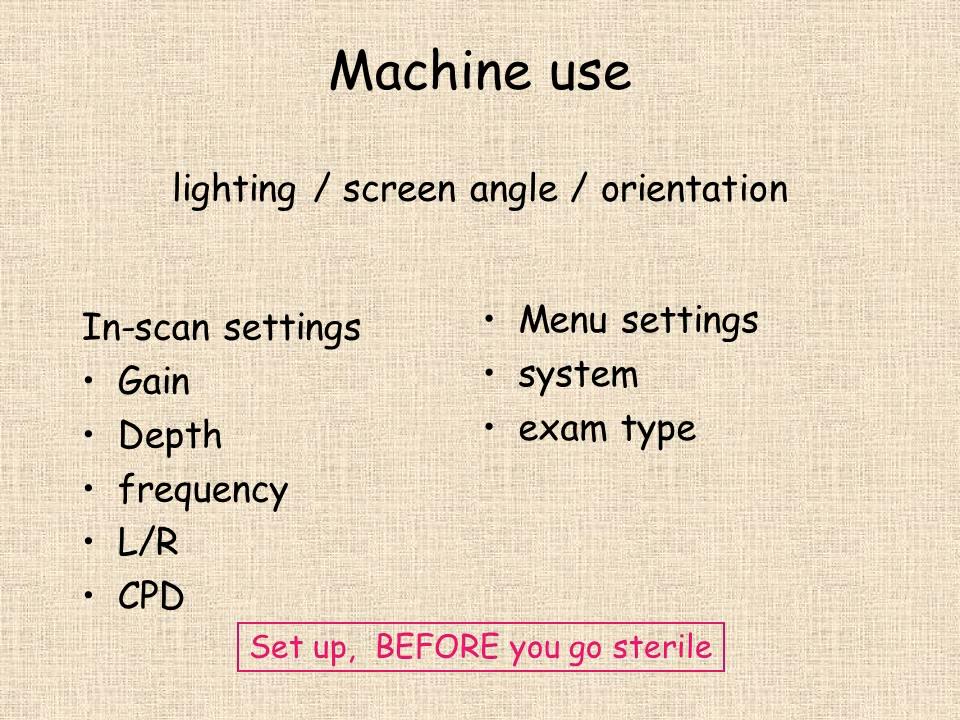 Machine use
lighting / screen angle / orientation
In-scan settings
• Gain
• Depth
• frequency
• L/R
• CPD
• Menu settings
• system
• exam type
Set up, BEFORE you go sterile